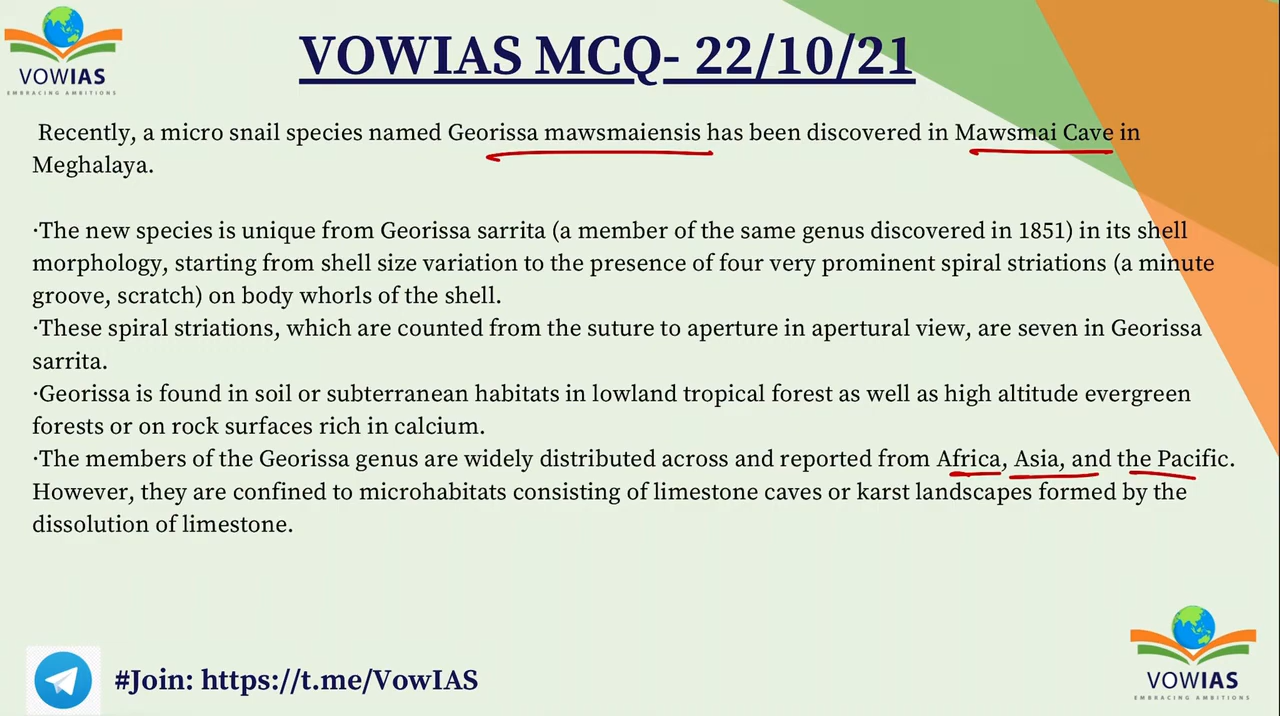 VOWIAS
EMBRACING AMBITIONS
VOWIAS MCQ- 22/10/21
Recently, a micro snail species named Georissa mawsmaiensis has been discovered in Mawsmai Cave in
Meghalaya.
·The new species is unique from Georissa sarrita (a member of the same genus discovered in 1851) in its shell
morphology, starting from shell size variation to the presence of four very prominent spiral striations (a minute
groove, scratch) on body whorls of the shell.
·These spiral striations, which are counted from the suture to aperture in apertural view, are seven in Georissa
sarrita.
·Georissa is found in soil or subterranean habitats in lowland tropical forest as well as high altitude evergreen
forests or on rock surfaces rich in calcium.
·The members of the Georissa genus are widely distributed across and reported from Africa, Asia, and the Pacific.
However, they are confined to microhabitats consisting of limestone caves or karst landscapes formed by the
dissolution of limestone.
#Join: https://t.me/VowIAS
VOWIAS
EMBRACING AMBITIONS